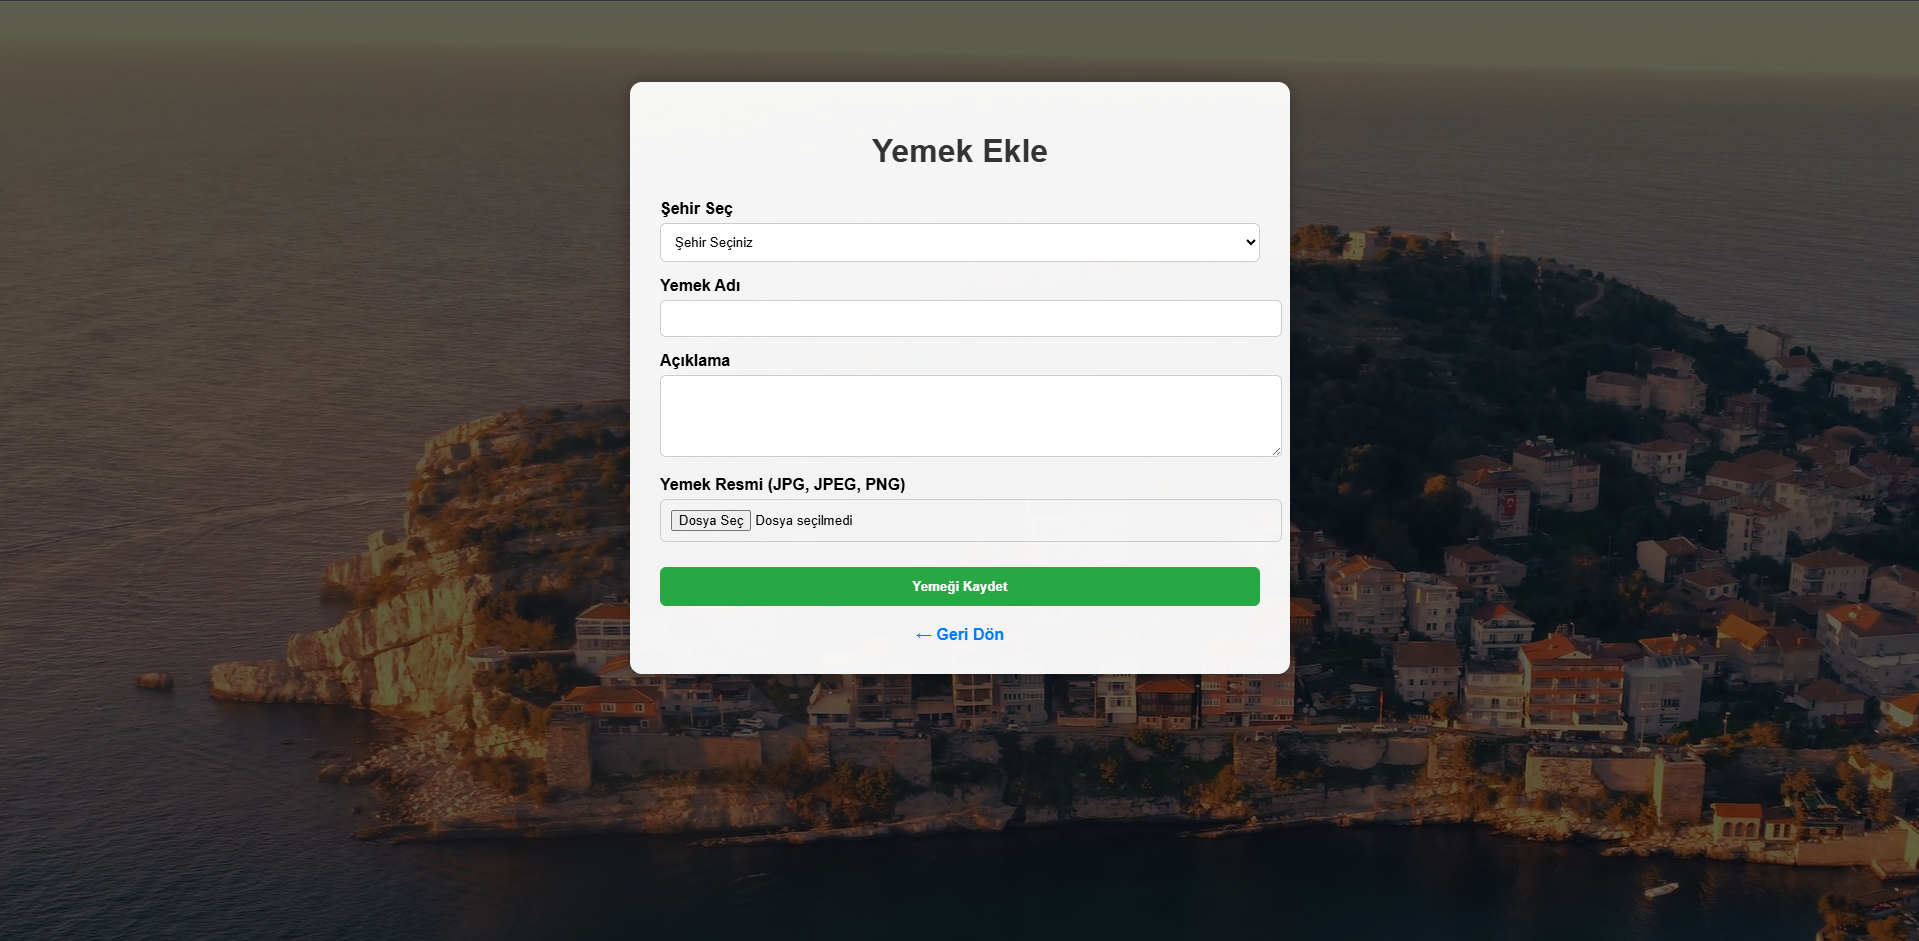 Yemek Ekle
Şehir Seç
Şehir Seçiniz
Yemek Adı
Açıklama
Yemek Resmi (JPG, JPEG, PNG)
Dosya Seç Dosya seçilmedi
Yemeği Kaydet
← Geri Dön